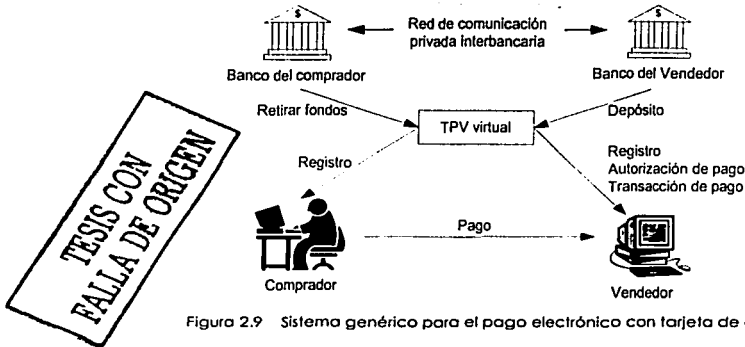 $
$
Red de comunicación
privada interbancaria
Banco del comprador
Banco del Vendedor
Retirar fondos
Depósito
TPV virtual
Registro
Registro
Autorización de pago
Transacción de pago
Pago
Comprador
Vendedor
TESIS CON
FALLA DE ORIGEN
Figura 2.9 Sistema genérico para el pago electrónico con tarjeta de